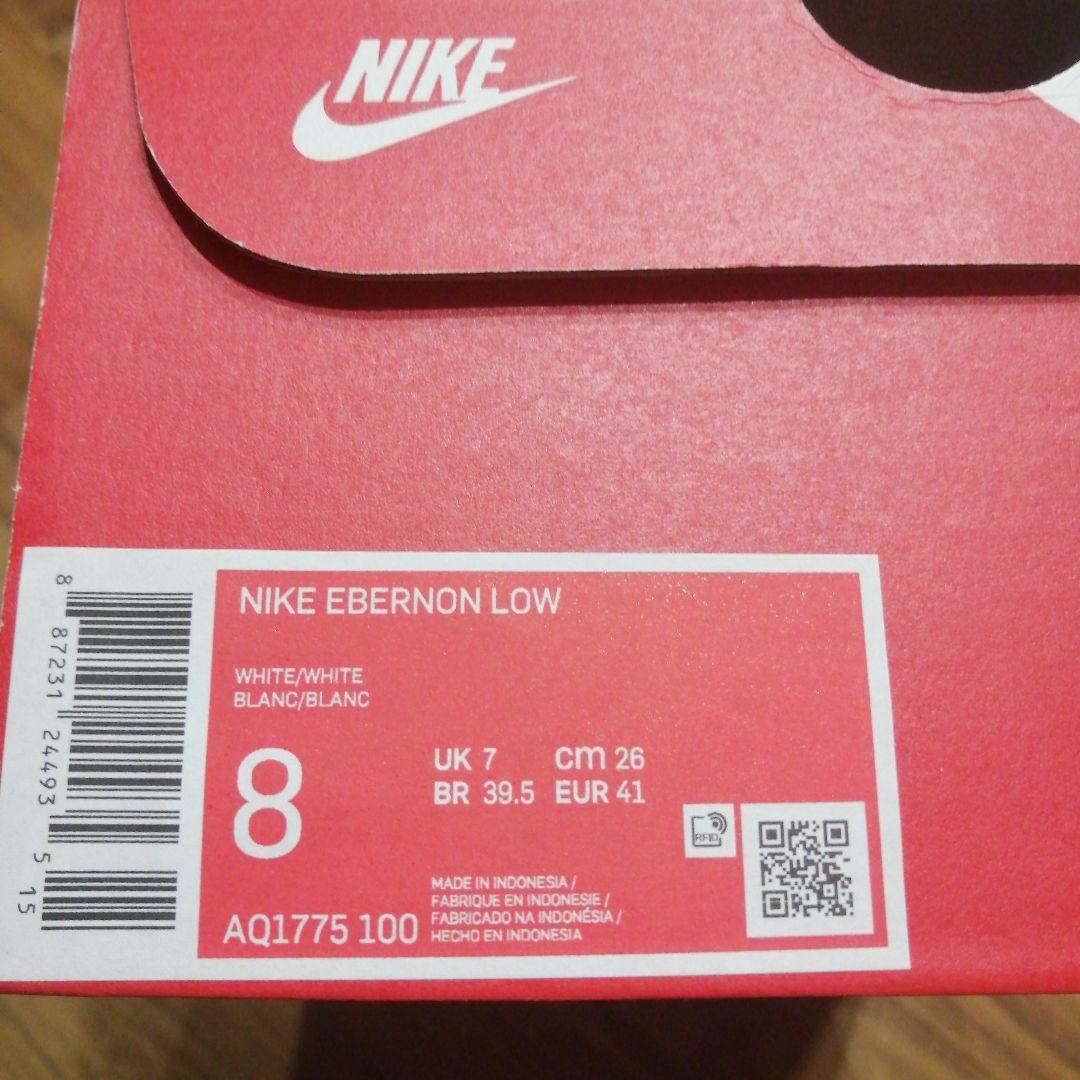 NIKE
NIKE EBERNON LOW
WHITE/WHITE
BLANC/BLANC
8
UK 7 cm 26
BR 39.5 EUR 41
RFID
MADE IN INDONESIA /
FABRIQUE EN INDONESIE /
FABRICADO NA INDONÉSIA /
HECHO EN INDONESIA
AQ1775 100
8 87231 24493 5 15